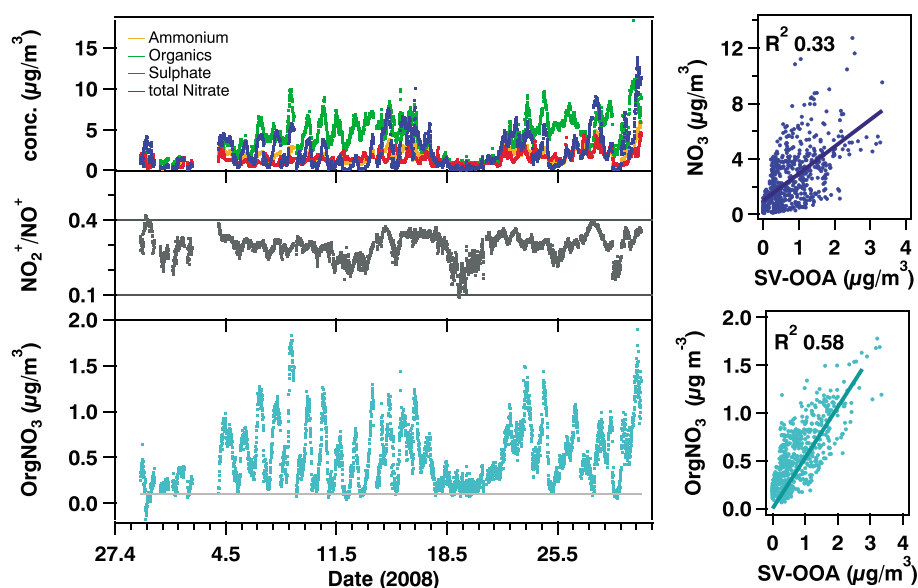 conc. (µg/m³)
15
10
5
0
Ammonium
Organics
Sulphate
total Nitrate
NO₂⁺/NO⁺
0.4
0.1
OrgNO₃ (µg/m³)
2.0
1.5
1.0
0.5
0.0
27.4 4.5 11.5 18.5 25.5
Date (2008)
R² 0.33
NO₃ (µg/m³)
12
8
4
0
0 1 2 3 4
SV-OOA (µg/m³)
R² 0.58
OrgNO₃ (µg m⁻³)
2.0
1.5
1.0
0.5
0.0
0 1 2 3 4
SV-OOA (µg/m³)